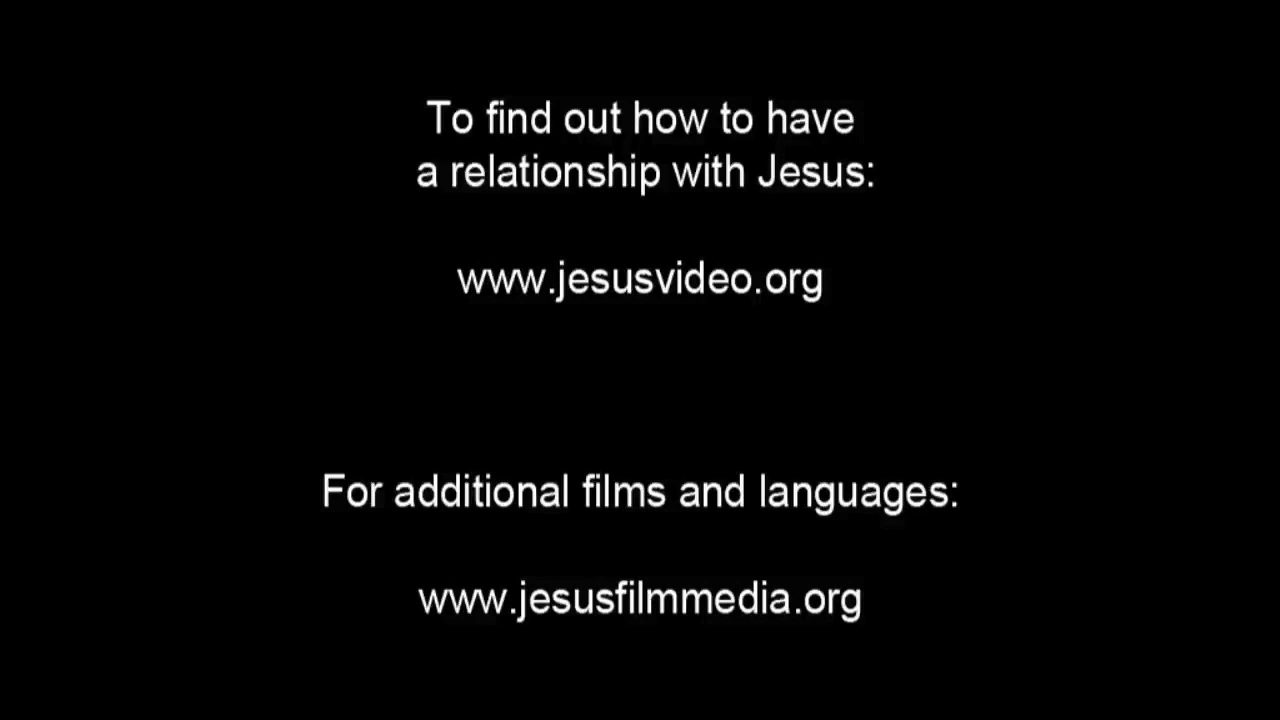 To find out how to have
a relationship with Jesus:
www.jesusvideo.org
For additional films and languages:
www.jesusfilmmedia.org